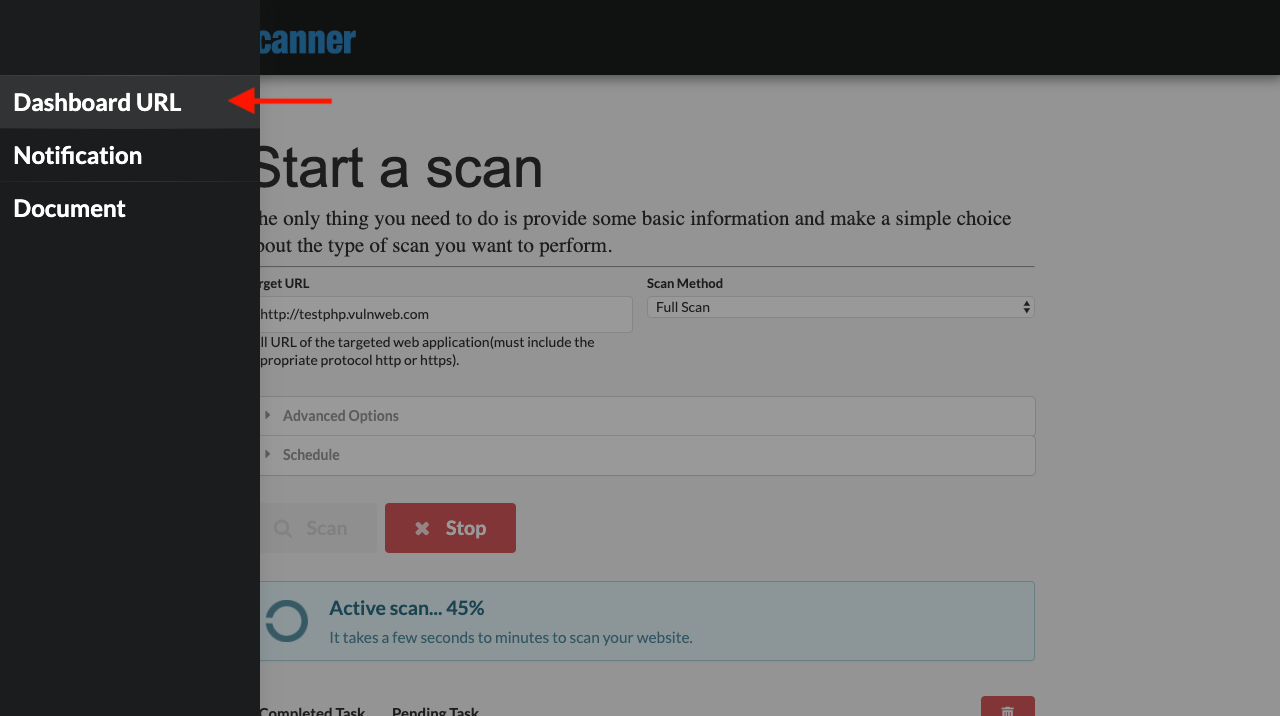 canner
Dashboard URL
Notification
Document
Start a scan
he only thing you need to do is provide some basic information and make a simple choice
bout the type of scan you want to perform.
rget URL
Scan Method
http://testphp.vulnweb.com
Full Scan
ll URL of the targeted web application(must include the
propriate protocol http or https).
Advanced Options
Schedule
Scan
Stop
Active scan... 45%
It takes a few seconds to minutes to scan your website.
Completed Task
Pending Task